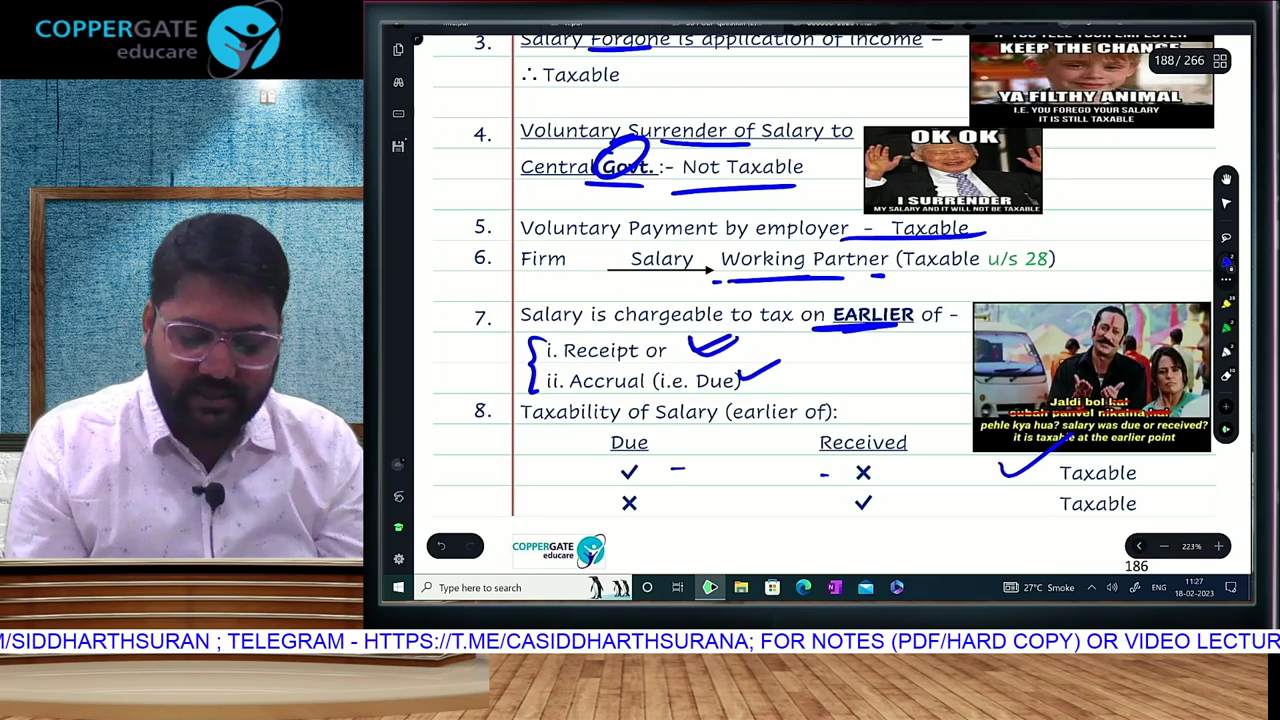 COPPERGATE
educare
188 / 266
3. Salary Forgone is application of income –
∴ Taxable
KEEP THE CHANGE
YA FILTHY ANIMAL
I.E. YOU FOREGO YOUR SALARY
IT IS STILL TAXABLE
4. Voluntary Surrender of Salary to
Central Govt. :- Not Taxable
OK OK
I SURRENDER
MY SALARY AND IT WILL NOT BE TAXABLE
5. Voluntary Payment by employer – Taxable
6. Firm Salary Working Partner (Taxable u/s 28)
7. Salary is chargeable to tax on EARLIER of -
i. Receipt or
ii. Accrual (i.e. Due)
Jaldi bol kal
subah panvel nikalna hai
pehle kya hua? salary was due or received?
it is taxable at the earlier point
8. Taxability of Salary (earlier of):
Due Received
✓ ✗ Taxable
✗ ✓ Taxable
COPPERGATE
educare
223%
186
Type here to search
27°C Smoke
ENG
11:27
18-02-2023
M/SIDDHARTHSURAN ; TELEGRAM - HTTPS://T.ME/CASIDDHARTHSURANA; FOR NOTES (PDF/HARD COPY) OR VIDEO LECTUR